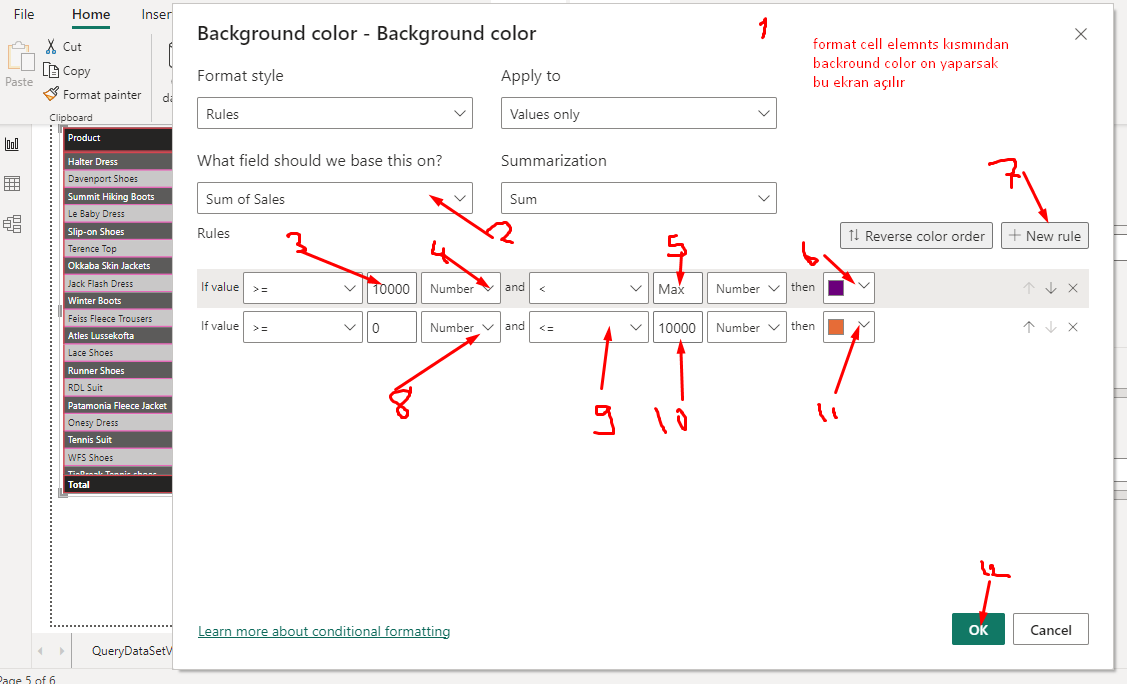 File Home Inser
Background color - Background color
1
format cell elemnts kısmından
backround color on yaparsak
bu ekran açılır
Paste
Cut
Copy
Format painter
da
Clipboard
Format style Apply to
Rules Values only
What field should we base this on? Summarization
Sum of Sales Sum
2
7
Rules
Reverse color order + New rule
3 4 5 6
If value >= 10000 Number and < Max Number then
If value >= 0 Number and <= 10000 Number then
8 9 10 11
Product
Halter Dress
Davenport Shoes
Summit Hiking Boots
Le Baby Dress
Slip-on Shoes
Terence Top
Okkaba Skin Jackets
Jack Flash Dress
Winter Boots
Feiss Fleece Trousers
Atles Lussekofta
Lace Shoes
Runner Shoes
RDL Suit
Patamonia Fleece Jacket
Onesy Dress
Tennis Suit
WFS Shoes
TieBreak Tennis shoes
Total
12
Learn more about conditional formatting
OK Cancel
QueryDataSetV
Page 5 of 6